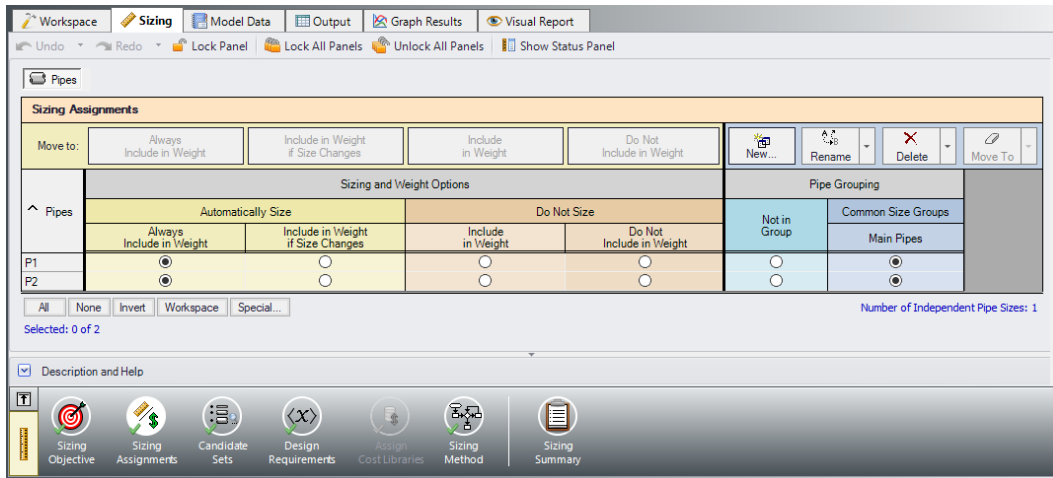 Workspace Sizing Model Data Output Graph Results Visual Report
Undo Redo Lock Panel Lock All Panels Unlock All Panels Show Status Panel
Pipes
Sizing Assignments
Move to: Always Include in Weight Include in Weight if Size Changes Include in Weight Do Not Include in Weight New... Rename Delete Move To
Sizing and Weight Options Pipe Grouping
Pipes Automatically Size Do Not Size Not in Group Common Size Groups
Always Include in Weight Include in Weight if Size Changes Include in Weight Do Not Include in Weight Main Pipes
P1
P2
All None Invert Workspace Special... Number of Independent Pipe Sizes: 1
Selected: 0 of 2
Description and Help
Sizing Objective Sizing Assignments Candidate Sets Design Requirements Assign Cost Libraries Sizing Method Sizing Summary